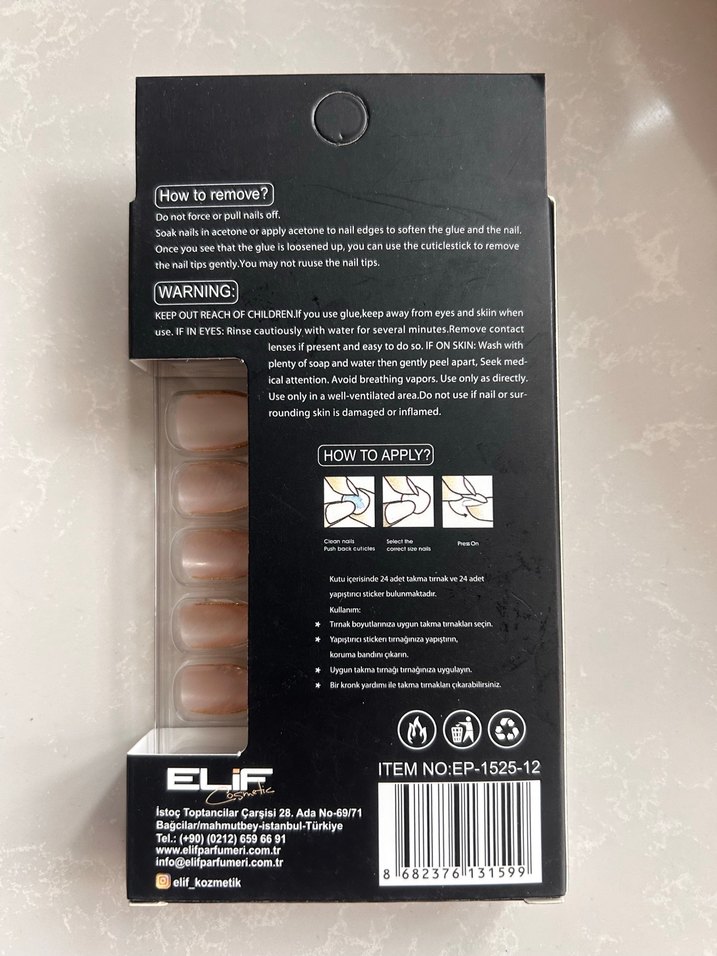 How to remove?
Do not force or pull nails off.
Soak nails in acetone or apply acetone to nail edges to soften the glue and the nail.
Once you see that the glue is loosened up, you can use the cuticlestick to remove
the nail tips gently.You may not ruuse the nail tips.
WARNING:
KEEP OUT REACH OF CHILDREN.If you use glue,keep away from eyes and skiin when
use. IF IN EYES: Rinse cautiously with water for several minutes.Remove contact
lenses if present and easy to do so. IF ON SKIN: Wash with
plenty of soap and water then gently peel apart, Seek med-
ical attention. Avoid breathing vapors. Use only as directly.
Use only in a well-ventilated area.Do not use if nail or sur-
rounding skin is damaged or inflamed.
HOW TO APPLY?
Clean nails
Push back cuticles
Select the
correct size nails
Press On
Kutu içerisinde 24 adet takma tırnak ve 24 adet
yapıştırıcı sticker bulunmaktadır.
Kullanım:
★ Tırnak boyutlarınıza uygun takma tırnakları seçin.
★ Yapıştırıcı stickerı tırnağınıza yapıştırın,
koruma bandını çıkarın.
★ Uygun takma tırnağı tırnağınıza uygulayın.
★ Bir kronk yardımı ile takma tırnakları çıkarabilirsiniz.
ELiF
Cosmetic
İstoç Toptancilar Çarşisi 28. Ada No-69/71
Bağcilar/mahmutbey-istanbul-Türkiye
Tel.: (+90) (0212) 659 66 91
www.elifparfumeri.com.tr
info@elifparfumeri.com.tr
elif_kozmetik
ITEM NO:EP-1525-12
8 682376 131599